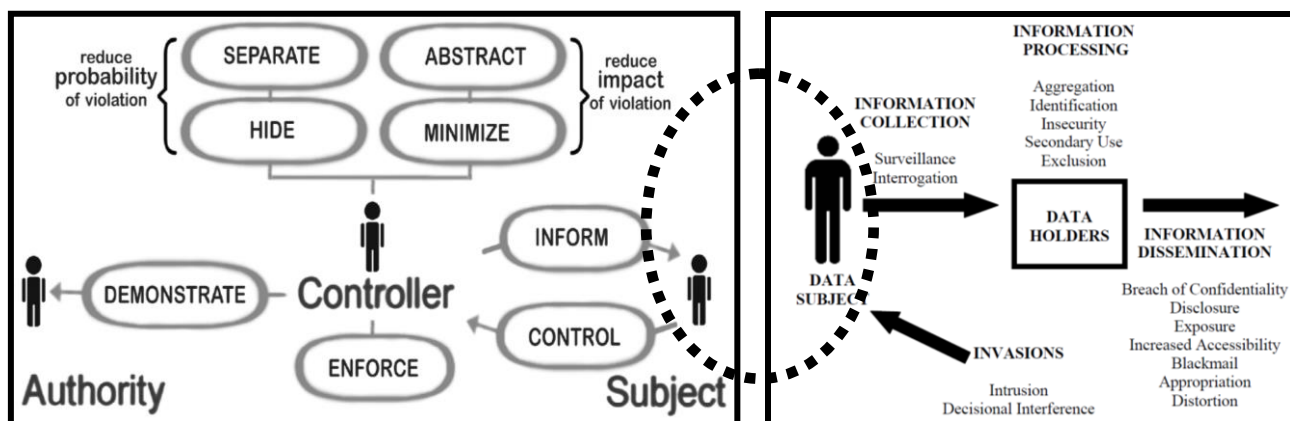 reduce
probability
of violation
SEPARATE
HIDE
ABSTRACT
MINIMIZE
reduce
impact
of violation
INFORM
CONTROL
DEMONSTRATE
Controller
ENFORCE
Authority
Subject
INFORMATION
PROCESSING
Aggregation
Identification
Insecurity
Secondary Use
Exclusion
INFORMATION
COLLECTION
Surveillance
Interrogation
DATA
HOLDERS
INFORMATION
DISSEMINATION
Breach of Confidentiality
Disclosure
Exposure
Increased Accessibility
Blackmail
Appropriation
Distortion
DATA
SUBJECT
INVASIONS
Intrusion
Decisional Interference